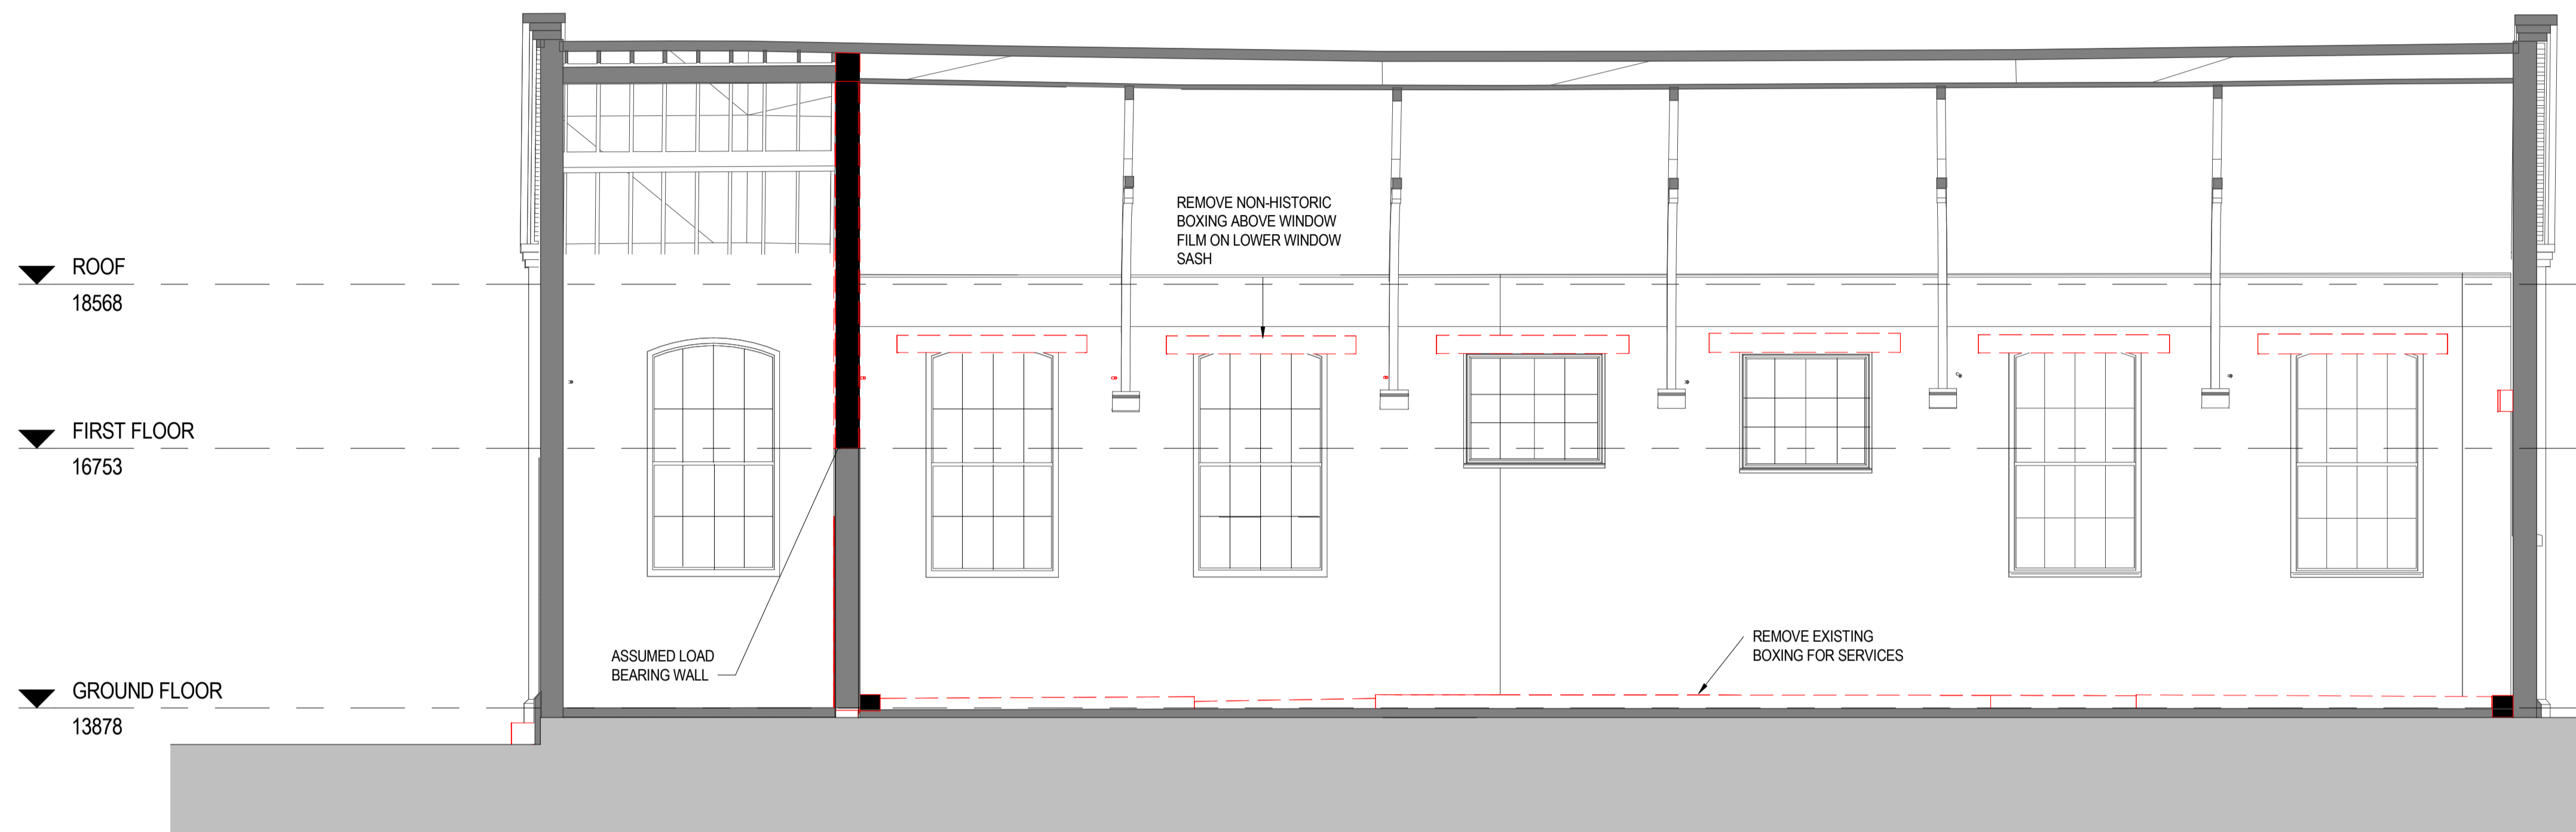 REMOVE NON-HISTORIC
BOXING ABOVE WINDOW
FILM ON LOWER WINDOW
SASH
ROOF
18568
FIRST FLOOR
16753
ASSUMED LOAD
BEARING WALL
REMOVE EXISTING
BOXING FOR SERVICES
GROUND FLOOR
13878